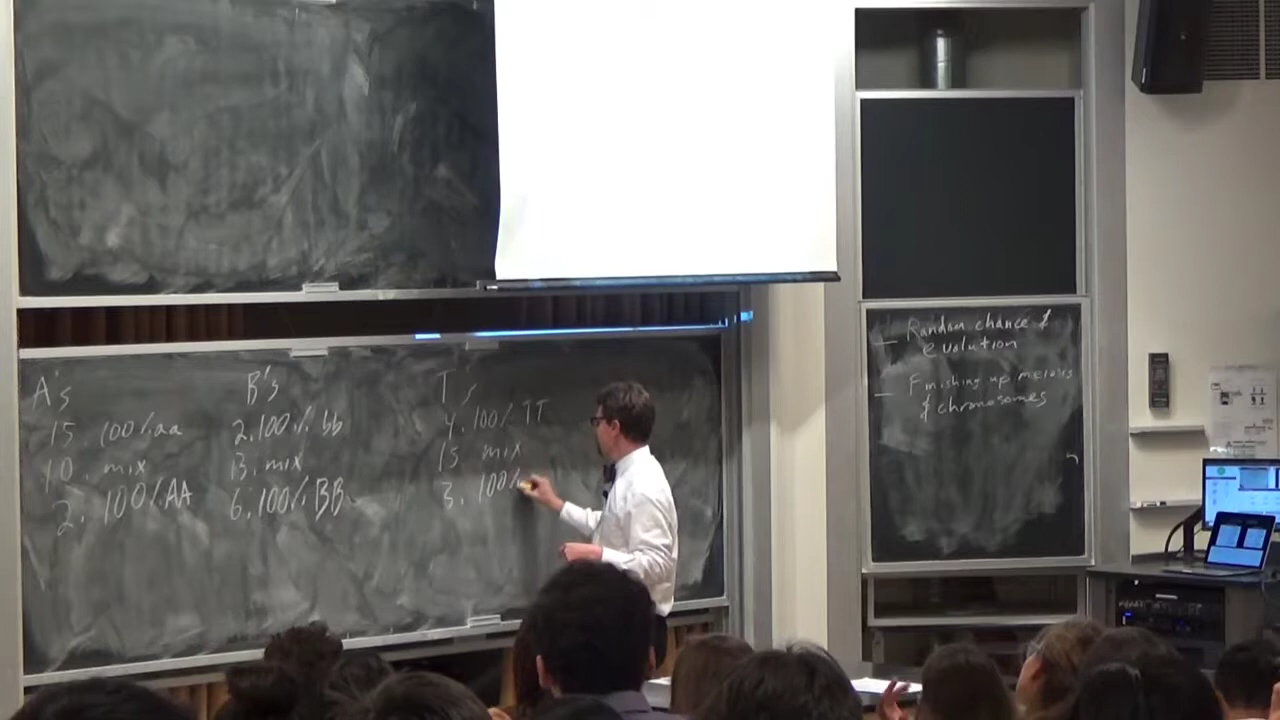 A's
15. 100% aa
10. mix
2. 100% AA
B's
2. 100% bb
13. mix
6. 100% BB
T's
4. 100% TT
15 mix
3. 100%
– Random chance &
evolution
– Finishing up meiosis
& chromosomes